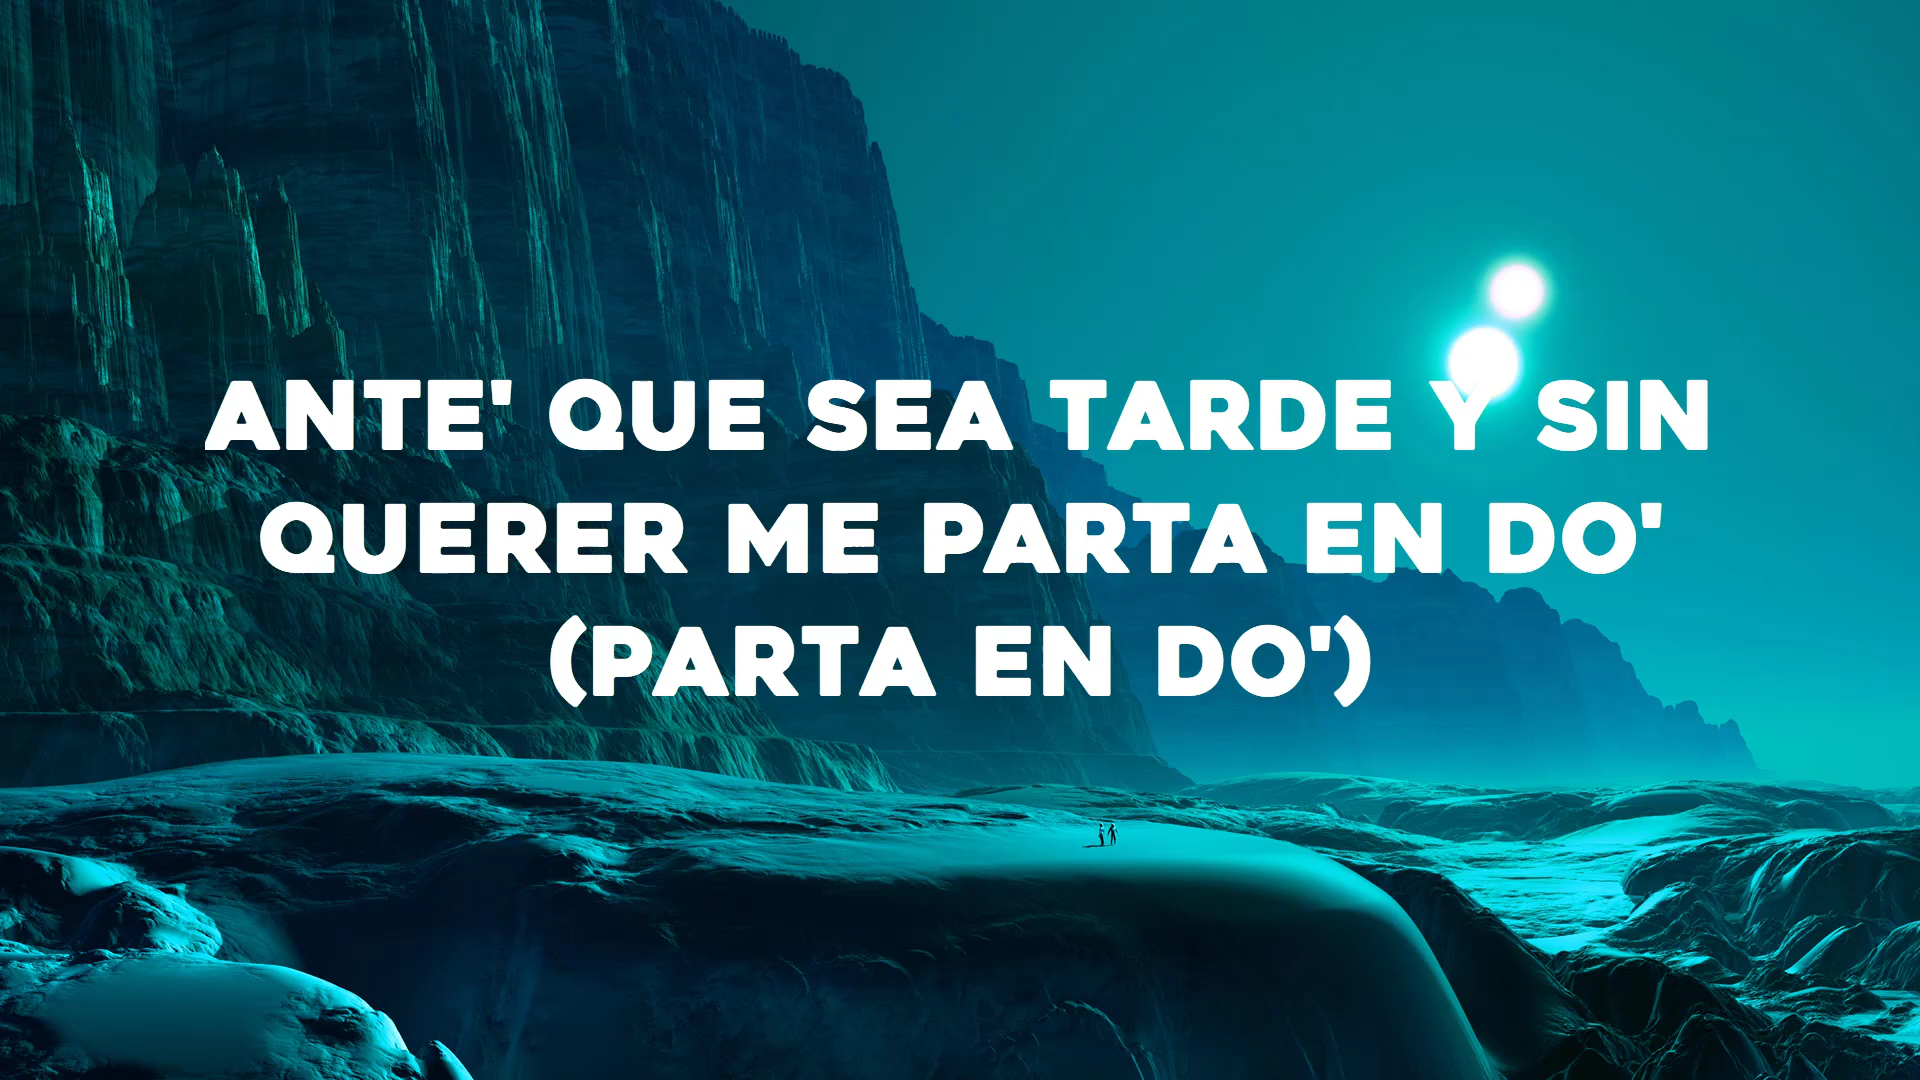 ANTE' QUE SEA TARDE Y SIN
QUERER ME PARTA EN DO'
(PARTA EN DO')